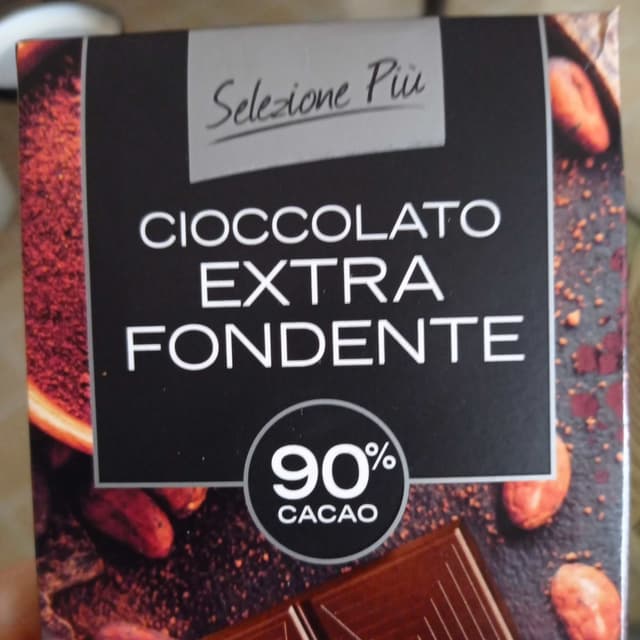 Selezione Più
CIOCCOLATO
EXTRA
FONDENTE
90%
CACAO